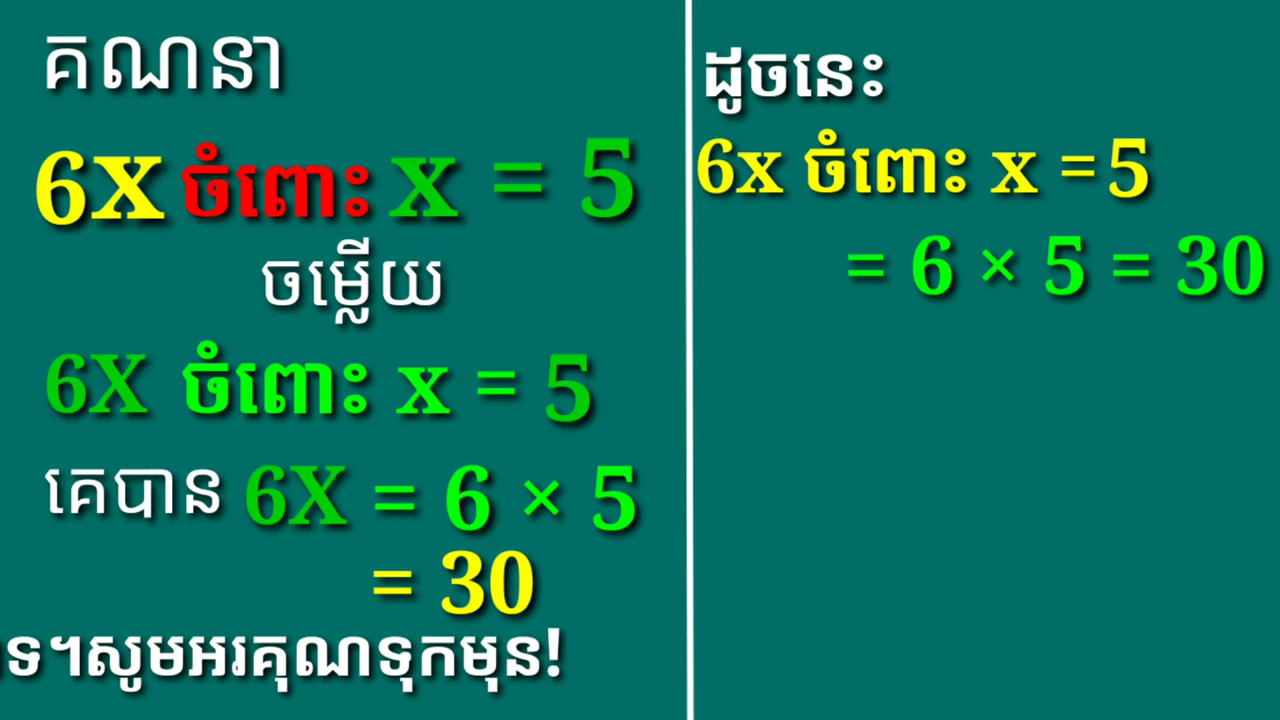 គណនា
6x ចំពោះ x = 5
ចម្លើយ
6X ចំពោះ x = 5
គេបាន 6X = 6 × 5
= 30
ទ។សូមអរគុណទុកមុន!
ដូចនេះ
6x ចំពោះ x = 5
= 6 × 5 = 30